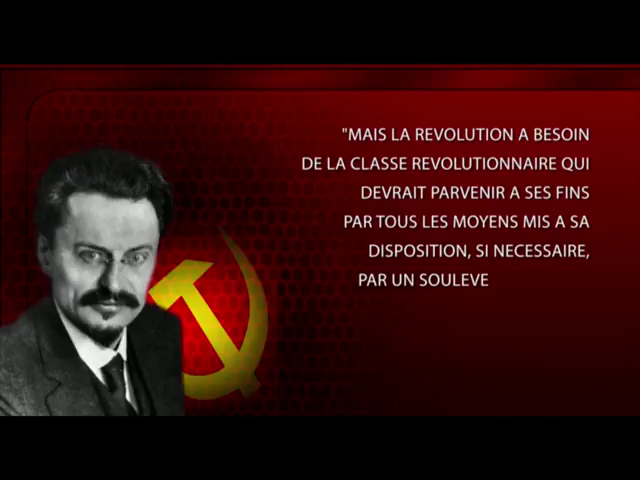 "MAIS LA REVOLUTION A BESOIN
DE LA CLASSE REVOLUTIONNAIRE QUI
DEVRAIT PARVENIR A SES FINS
PAR TOUS LES MOYENS MIS A SA
DISPOSITION, SI NECESSAIRE,
PAR UN SOULEVE